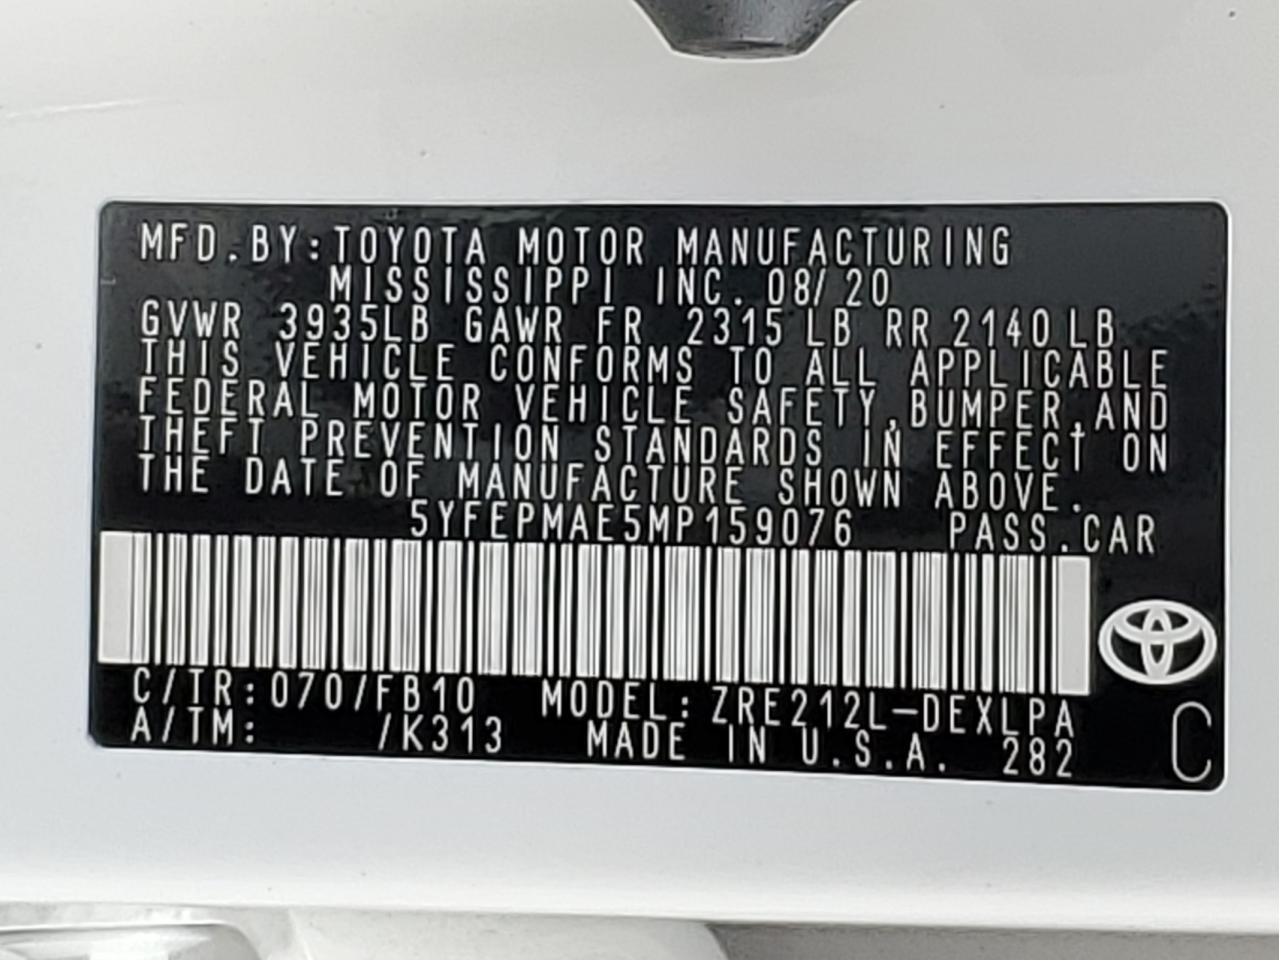 MFD.BY:TOYOTA MOTOR MANUFACTURING
MISSISSIPPI INC. 08/20
GVWR 3935LB GAWR FR 2315 LB RR 2140 LB
THIS VEHICLE CONFORMS TO ALL APPLICABLE
FEDERAL MOTOR VEHICLE SAFETY,BUMPER,AND
THEFT PREVENTION STANDARDS IN EFFECT ON
THE DATE OF MANUFACTURE SHOWN ABOVE.
5YFEPMAE5MP159076 PASS.CAR
C/TR:070/FB10 MODEL:ZRE212L-DEXLPA
A/TM: /K313 MADE IN U.S.A. 282
C